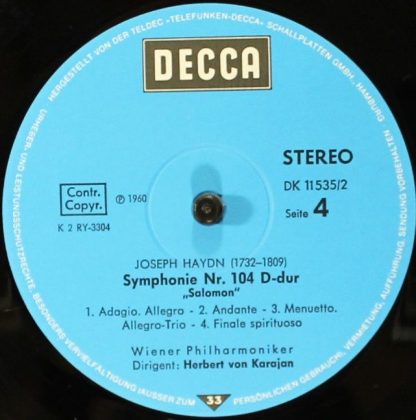 HERGESTELLT VON DER TELDEC »TELEFUNKEN-DECCA« SCHALLPLATTEN GMBH., HAMBURG
URHEBER- UND LEISTUNGSSCHUTZRECHTE, BESONDERS VERVIELFÄLTIGUNG (AUSSER ZUM PERSÖNLICHEN GEBRAUCH), VERMIETUNG, AUFFÜHRUNG, SENDUNG VORBEHALTEN
DECCA
STEREO
DK 11535/2
Seite 4
Contr.
Copyr.
℗ 1960
K 2 RY-3304
JOSEPH HAYDN (1732–1809)
Symphonie Nr. 104 D-dur
„Saloman“
1. Adagio. Allegro - 2. Andante - 3. Menuetto.
Allegro-Trio - 4. Finale spirituoso
Wiener Philharmoniker
Dirigent: Herbert von Karajan
33